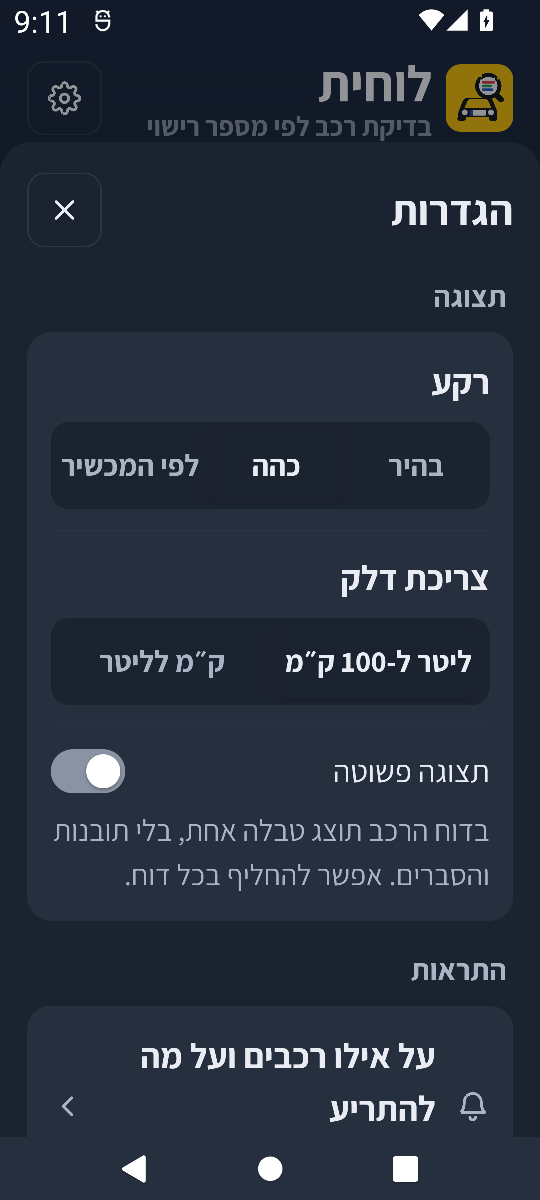 9:11
לוחית
בדיקת רכב לפי מספר רישוי
הגדרות
תצוגה
רקע
בהיר
כהה
לפי המכשיר
צריכת דלק
ליטר ל-100 ק״מ
ק״מ לליטר
תצוגה פשוטה
בדוח הרכב תוצג טבלה אחת, בלי תובנות
והסברים. אפשר להחליף בכל דוח.
התראות
על אילו רכבים ועל מה
להתריע